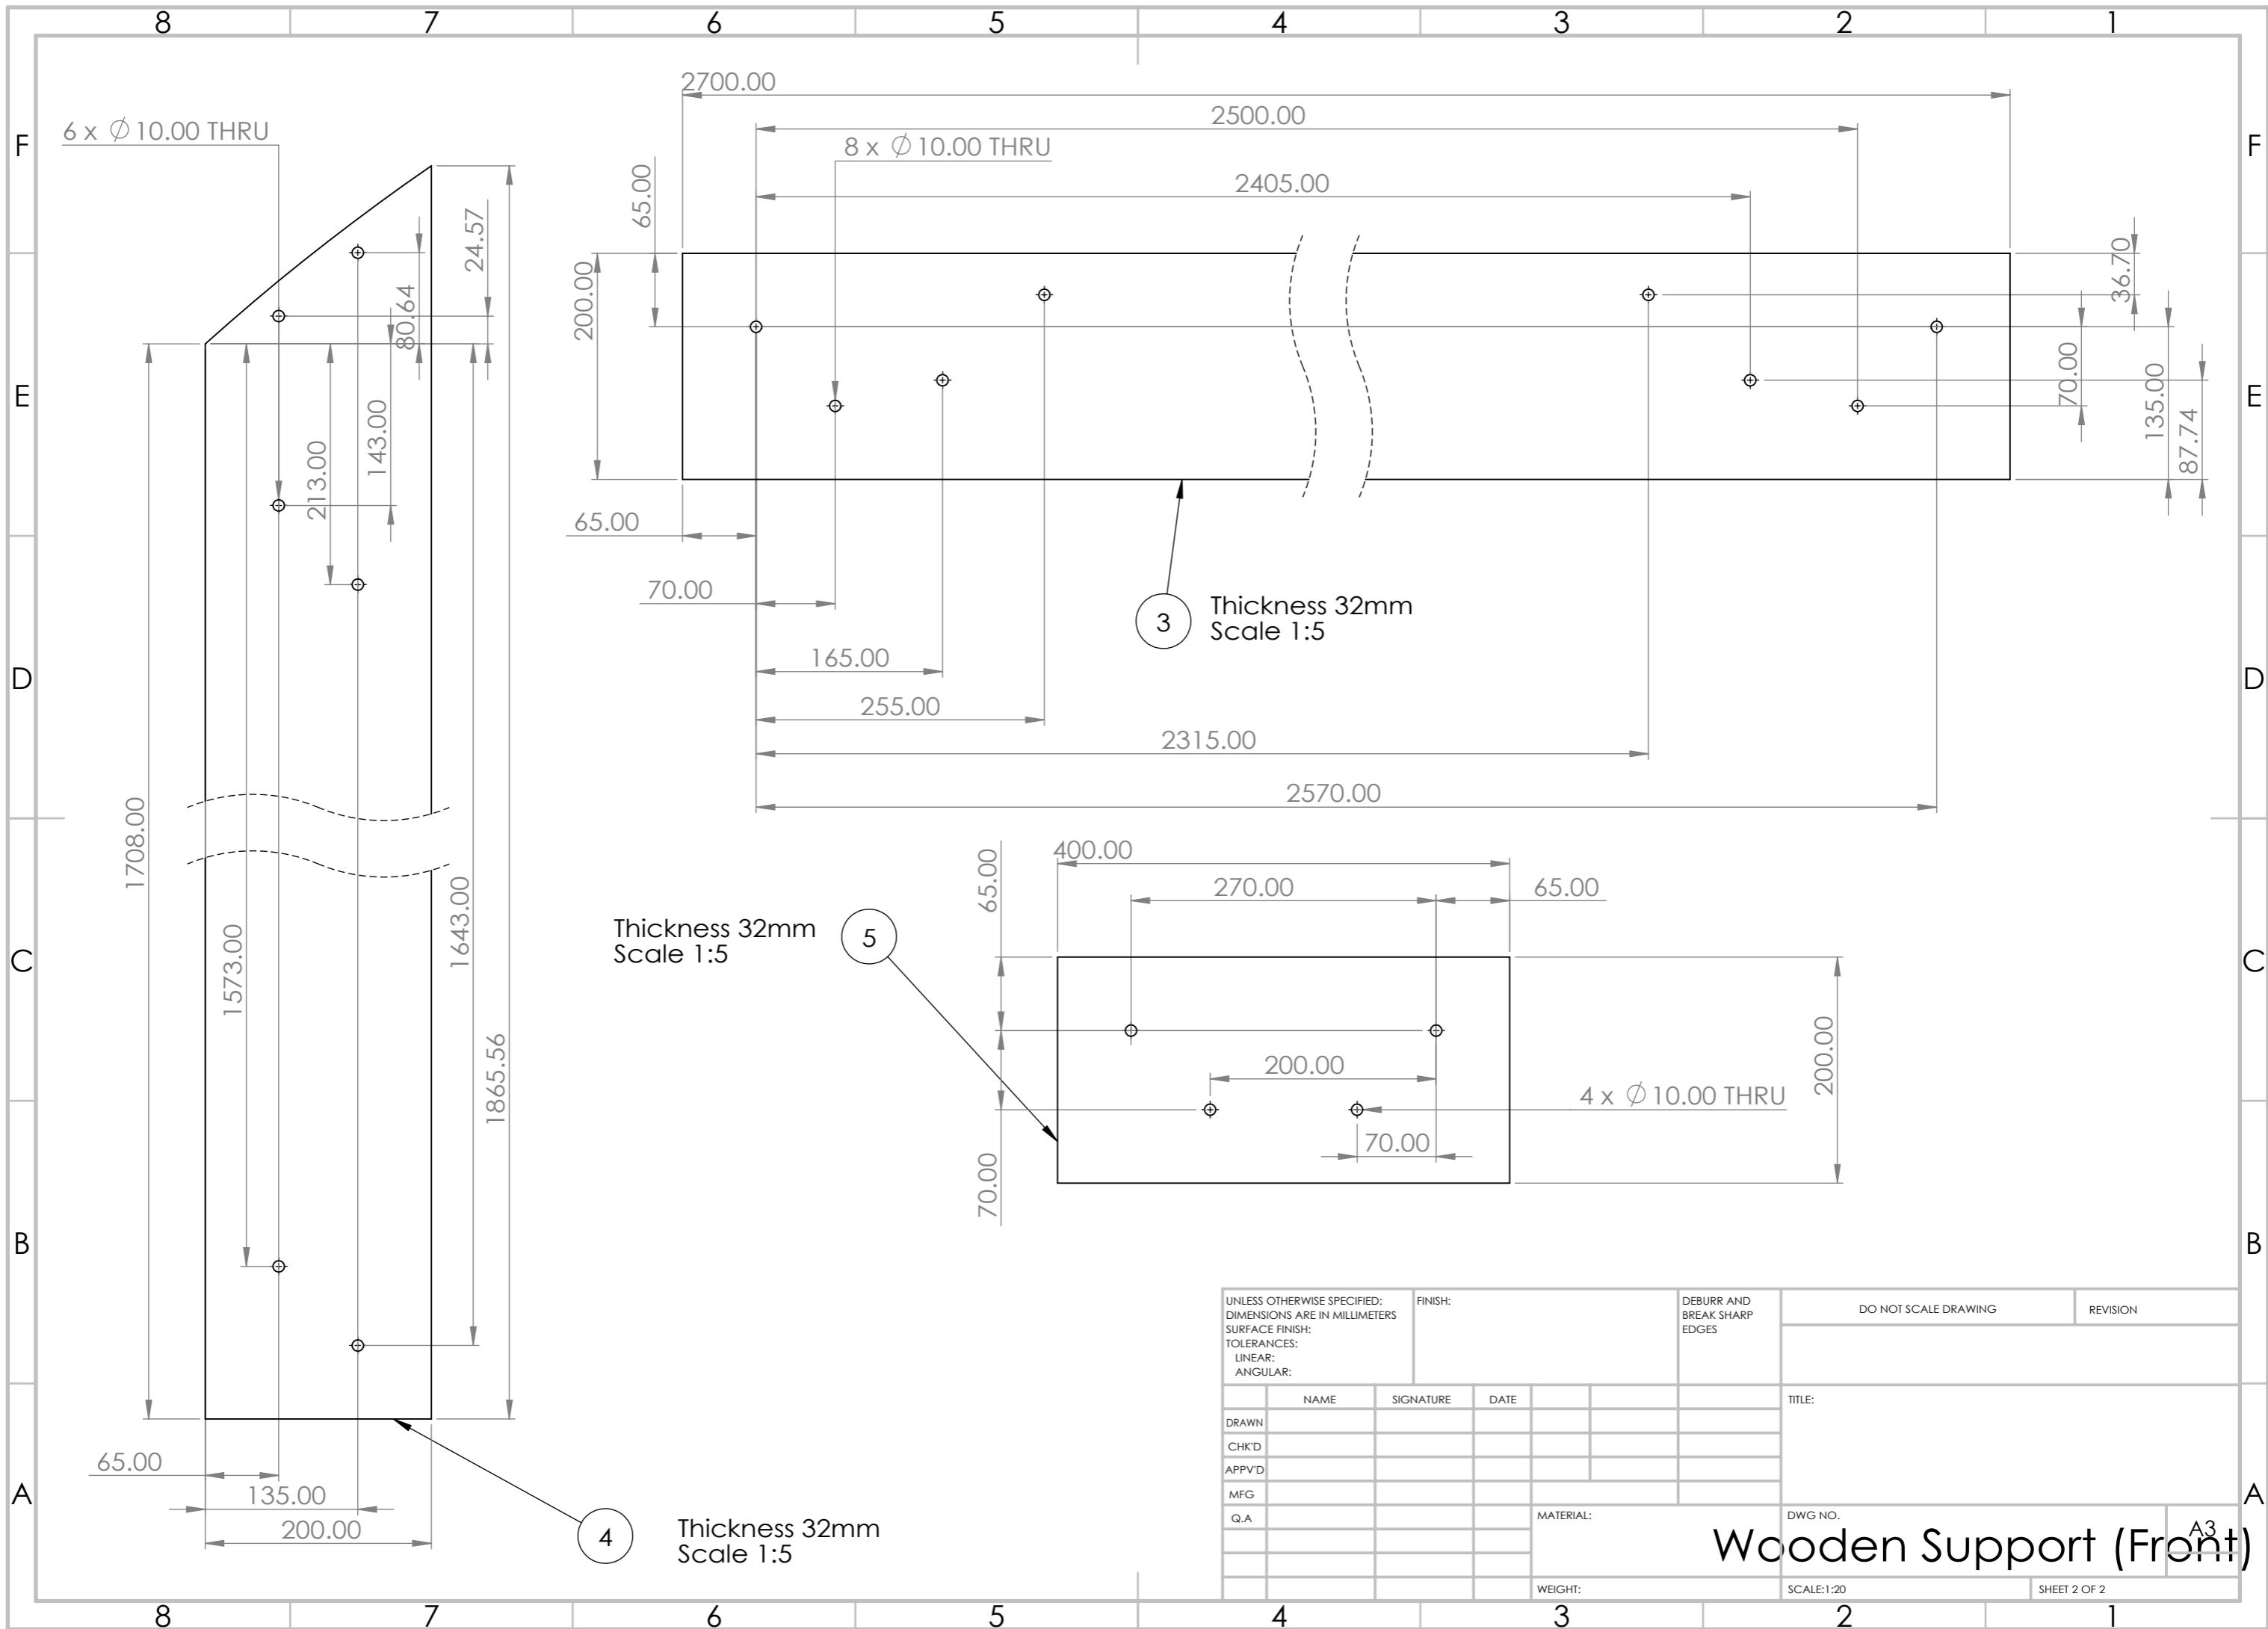 8 7 6 5 4 3 2 1
F
E
D
C
B
A
F
E
D
C
B
A
6 x ∅ 10.00 THRU
24.57
80.64
143.00
213.00
1708.00
1573.00
1643.00
1865.56
65.00
135.00
200.00
4
Thickness 32mm
Scale 1:5
2700.00
2500.00
8 x ∅ 10.00 THRU
2405.00
65.00
200.00
36.70
70.00
135.00
87.74
65.00
70.00
165.00
255.00
2315.00
2570.00
3
Thickness 32mm
Scale 1:5
400.00
270.00
65.00
65.00
Thickness 32mm
Scale 1:5
5
200.00
200.00
4 x ∅ 10.00 THRU
70.00
70.00
UNLESS OTHERWISE SPECIFIED:
DIMENSIONS ARE IN MILLIMETERS
SURFACE FINISH:
TOLERANCES:
LINEAR:
ANGULAR:
FINISH:
DEBURR AND
BREAK SHARP
EDGES
DO NOT SCALE DRAWING
REVISION
NAME
SIGNATURE
DATE
TITLE:
DRAWN
CHK'D
APPV'D
MFG
Q.A
MATERIAL:
DWG NO.
Wooden Support (Front)
A3
WEIGHT:
SCALE:1:20
SHEET 2 OF 2
8 7 6 5 4 3 2 1